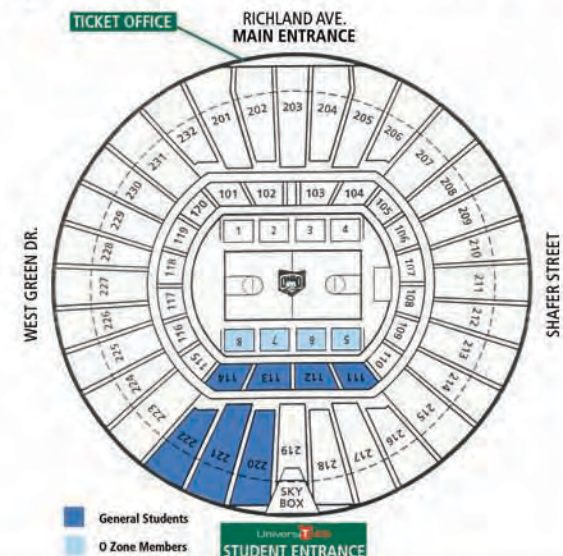 TICKET OFFICE
RICHLAND AVE.
MAIN ENTRANCE
232 201 202 203 204 205 206
231 207
230 208
229 209
228 210
227 211
226 212
225 213
224 214
223 215
222 221 220 219 218 217 216
101 102 103 104
170 105
119 106
118 107
117 108
116 109
115 110
114 113 112 111
1 2 3 4
8 7 6 5
WEST GREEN DR.
SHAFER STREET
SKY
BOX
General Students
O Zone Members
STUDENT ENTRANCE